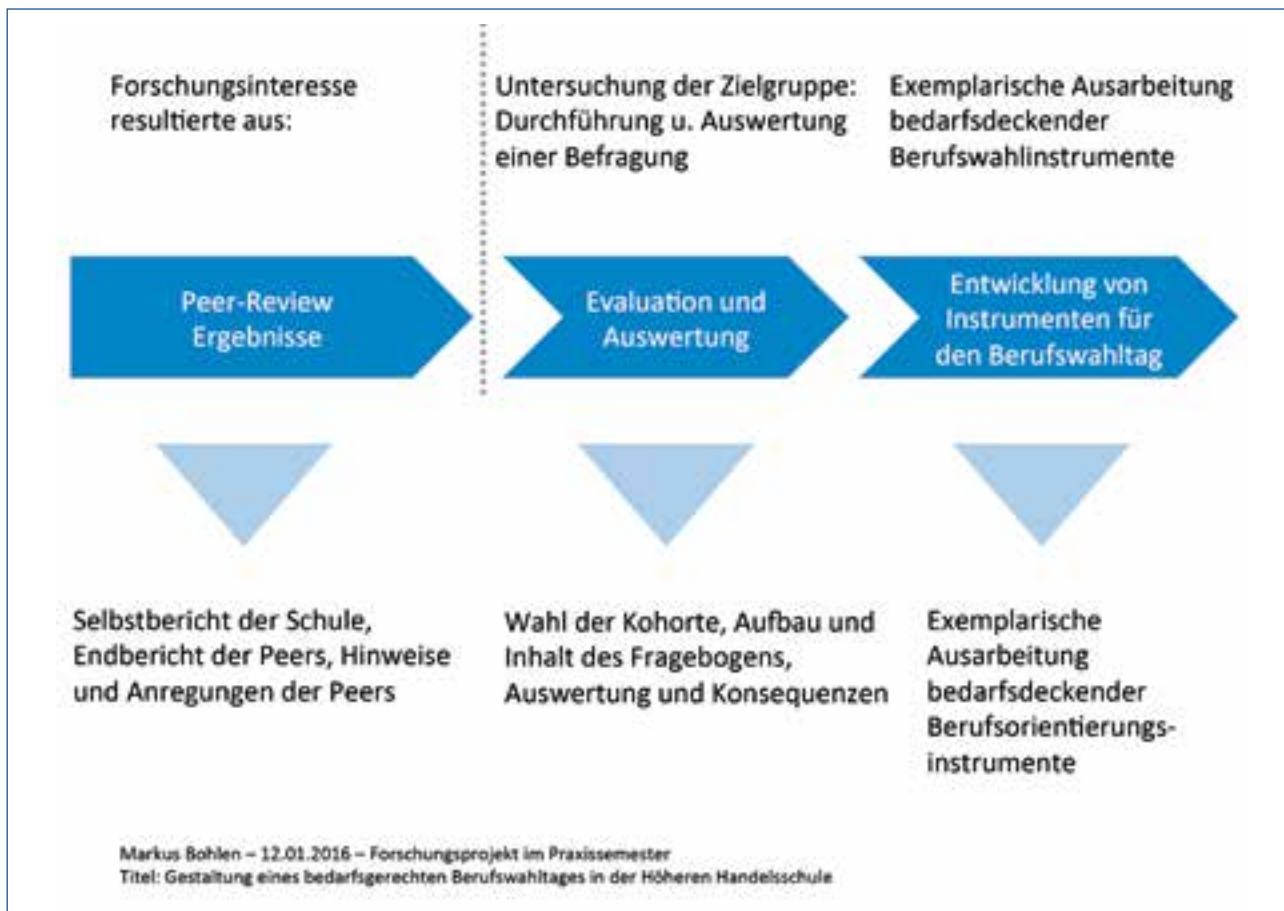 Forschungsinteresse
resultierte aus:
Untersuchung der Zielgruppe:
Durchführung u. Auswertung
einer Befragung
Exemplarische Ausarbeitung
bedarfsdeckender
Berufswahlinstrumente
Peer-Review
Ergebnisse
Evaluation und
Auswertung
Entwicklung von
Instrumenten für
den Berufswahltag
Selbstbericht der Schule,
Endbericht der Peers, Hinweise
und Anregungen der Peers
Wahl der Kohorte, Aufbau und
Inhalt des Fragebogens,
Auswertung und Konsequenzen
Exemplarische
Ausarbeitung
bedarfsdeckender
Berufsorientierungs-
instrumente
Markus Bohlen – 12.01.2016 – Forschungsprojekt im Praxissemester
Titel: Gestaltung eines bedarfsgerechten Berufswahltages in der Höheren Handelsschule